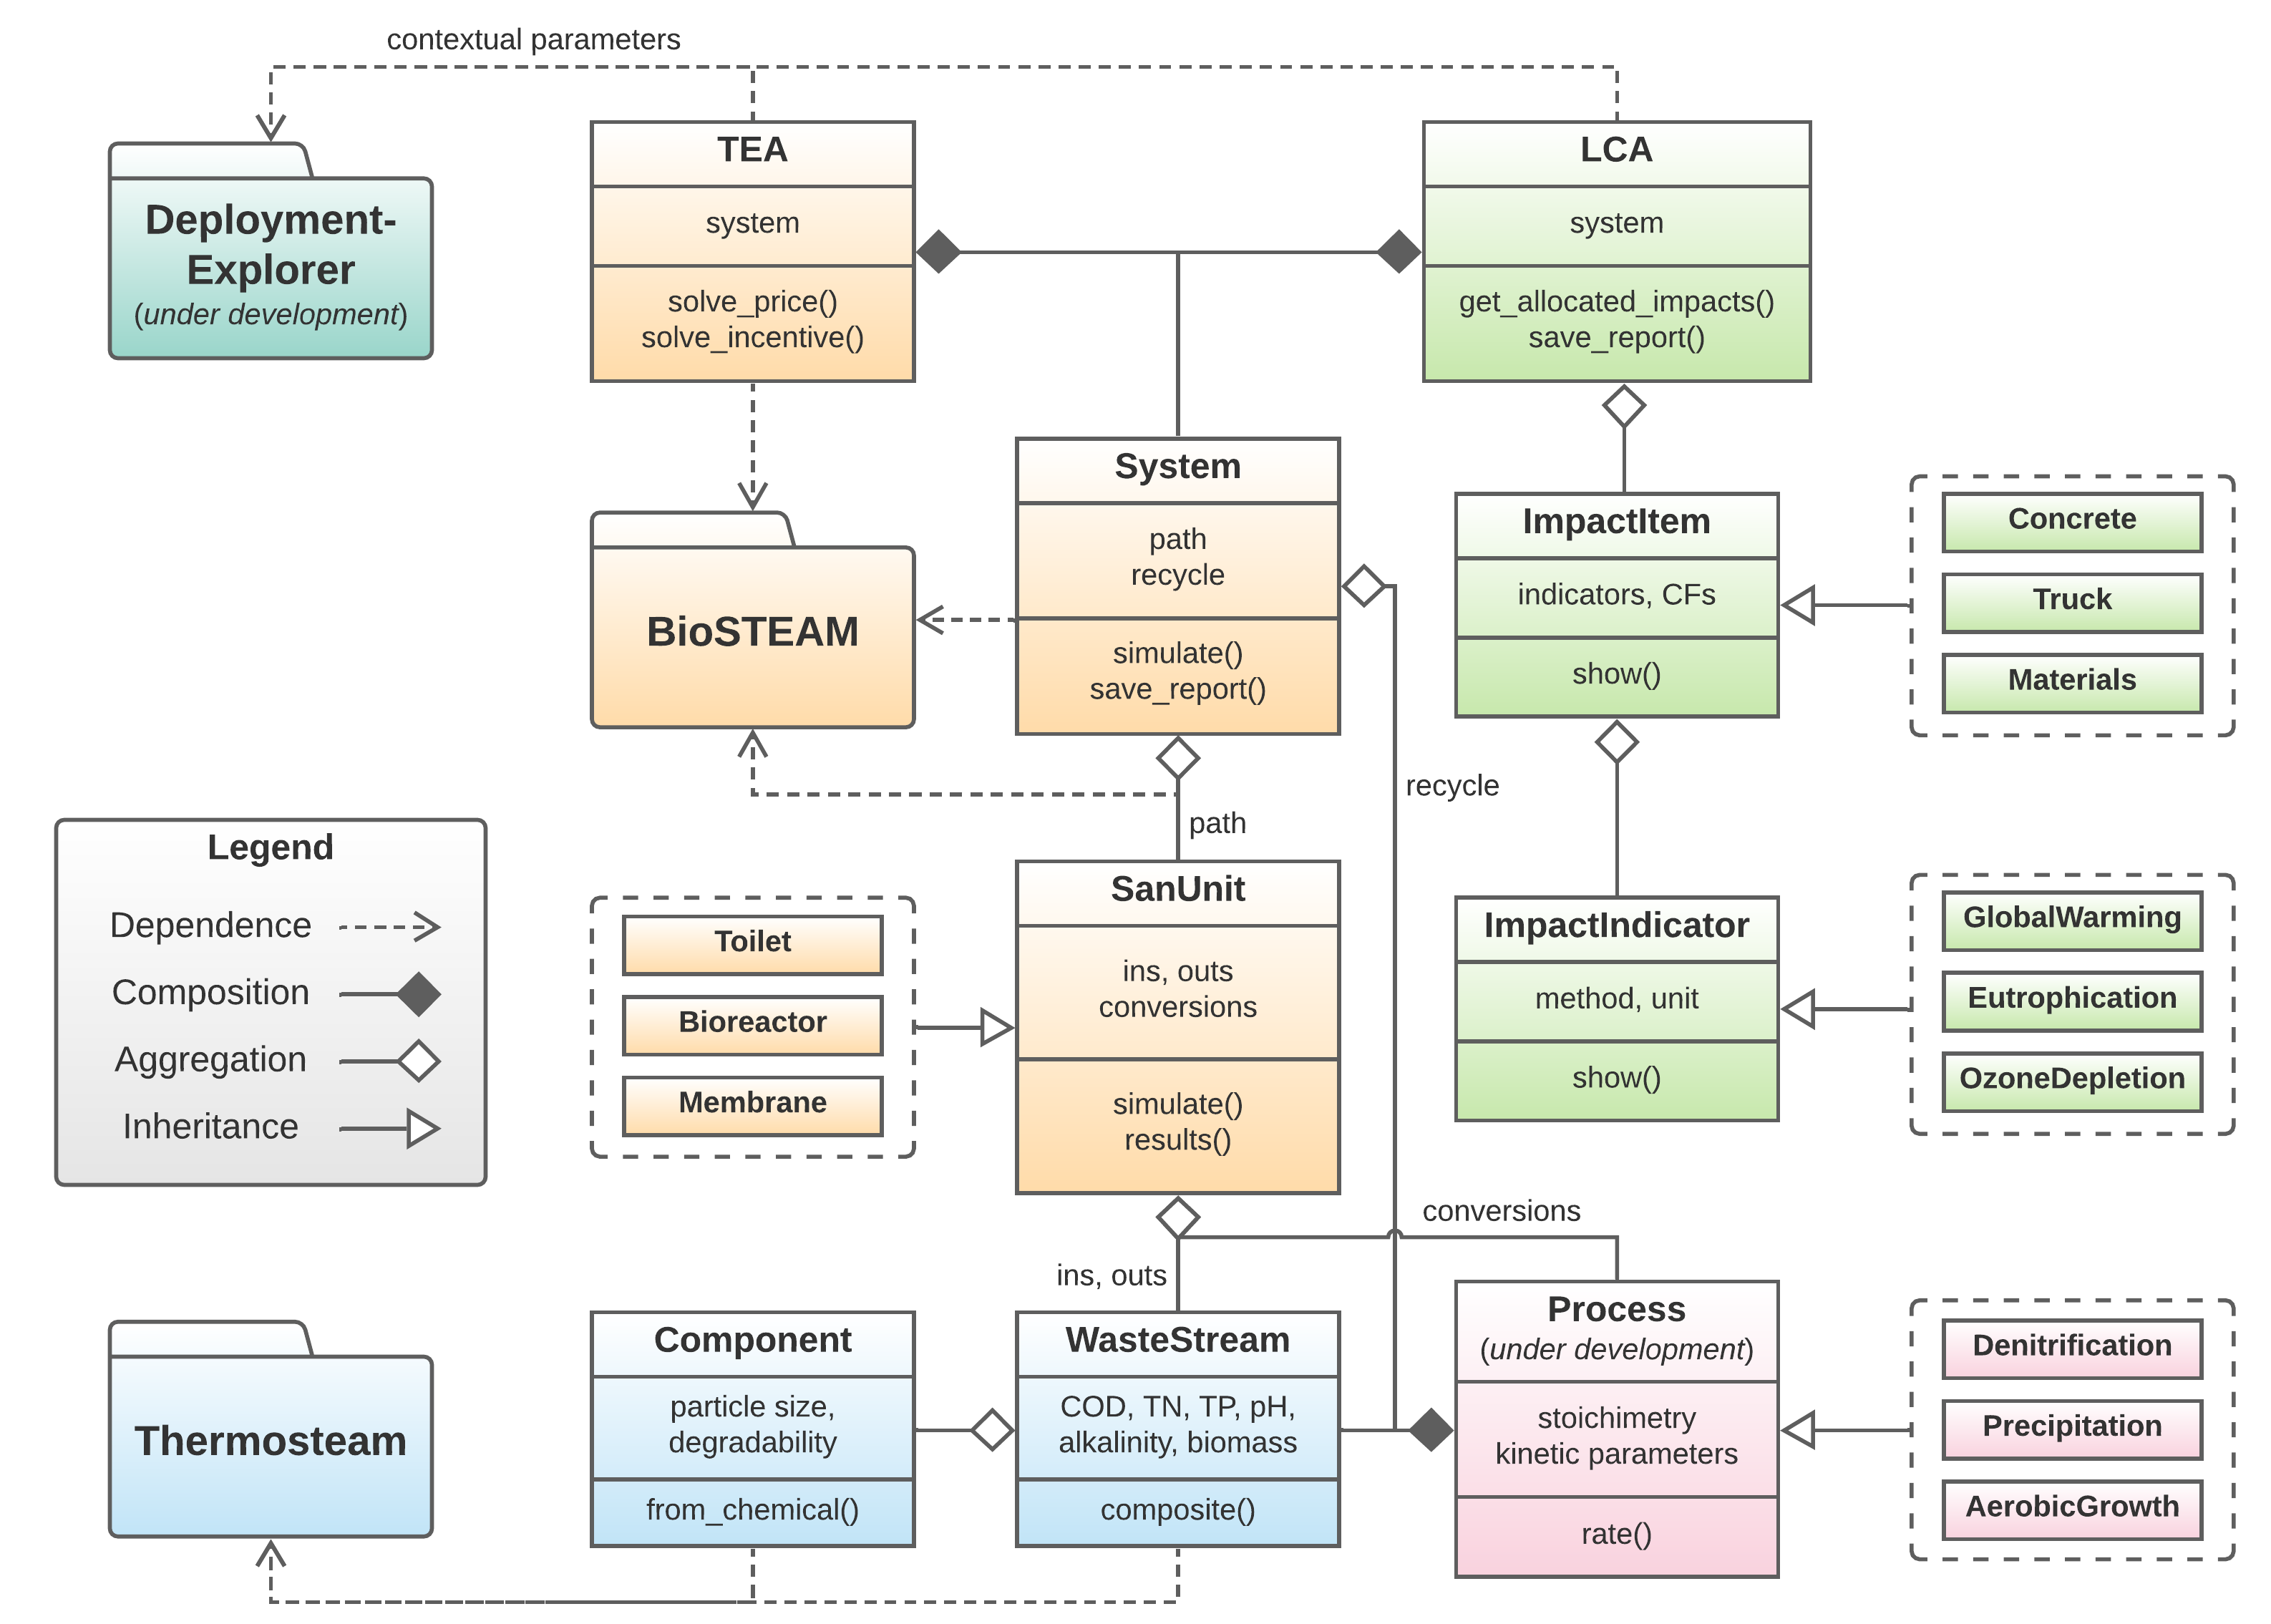 contextual parameters
Deployment-
Explorer
(under development)
TEA
system
solve_price()
solve_incentive()
LCA
system
get_allocated_impacts()
save_report()
BioSTEAM
System
path
recycle
simulate()
save_report()
ImpactItem
indicators, CFs
show()
Concrete
Truck
Materials
recycle
path
Legend
Dependence
Composition
Aggregation
Inheritance
Toilet
Bioreactor
Membrane
SanUnit
ins, outs
conversions
simulate()
results()
ImpactIndicator
method, unit
show()
GlobalWarming
Eutrophication
OzoneDepletion
conversions
ins, outs
Thermosteam
Component
particle size,
degradability
from_chemical()
WasteStream
COD, TN, TP, pH,
alkalinity, biomass
composite()
Process
(under development)
stoichimetry
kinetic parameters
rate()
Denitrification
Precipitation
AerobicGrowth